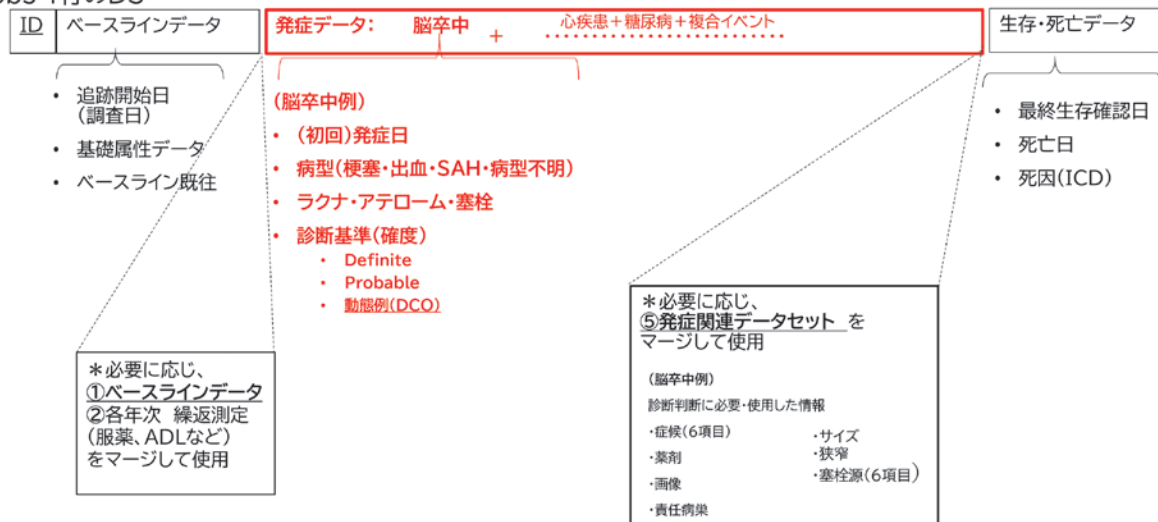 ID
ベースラインデータ
発症データ: 脳卒中 + 心疾患+糖尿病+複合イベント
生存・死亡データ
• 追跡開始日
(調査日)
• 基礎属性データ
• ベースライン既往
(脳卒中例)
• (初回)発症日
• 病型(梗塞・出血・SAH・病型不明)
• ラクナ・アテローム・塞栓
• 診断基準(確度)
• Definite
• Probable
• 動態例(DCO)
• 最終生存確認日
• 死亡日
• 死因(ICD)
*必要に応じ、
①ベースラインデータ
②各年次 繰返測定
(服薬、ADLなど)
をマージして使用
*必要に応じ、
⑤発症関連データセット を
マージして使用
(脳卒中例)
診断判断に必要・使用した情報
・症候(6項目)
・薬剤
・画像
・責任病巣
・サイズ
・狭窄
・塞栓源(6項目)